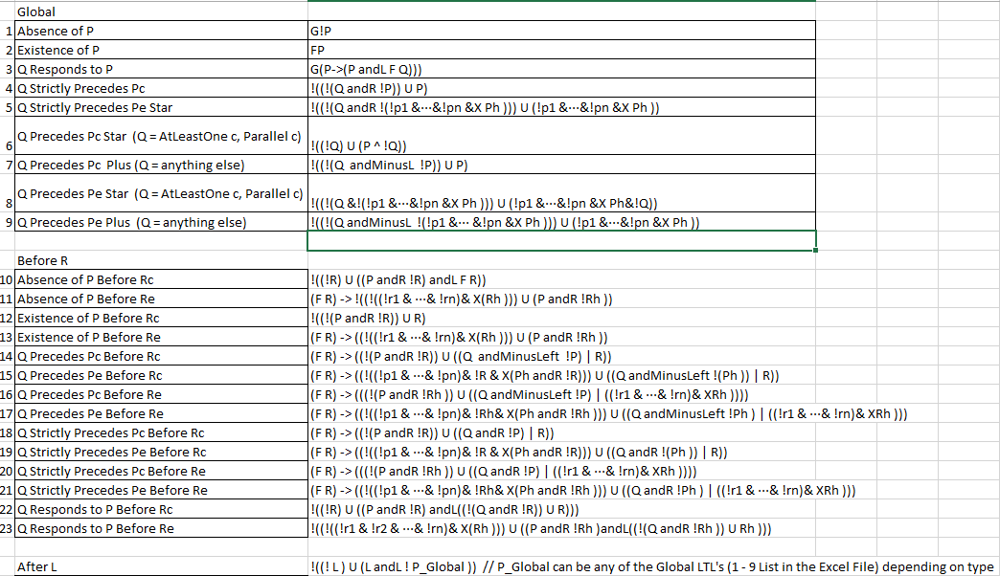 Global
1 Absence of P G!P
2 Existence of P FP
3 Q Responds to P G(P->(P andL F Q)))
4 Q Strictly Precedes Pc !((!(Q andR !P)) U P)
5 Q Strictly Precedes Pe Star !((!(Q andR !(!p1 &···&!pn &X Ph ))) U (!p1 &···&!pn &X Ph ))
6 Q Precedes Pc Star (Q = AtLeastOne c, Parallel c) !((!Q) U (P ^ !Q))
7 Q Precedes Pc Plus (Q = anything else) !((!(Q andMinusL !P)) U P)
8 Q Precedes Pe Star (Q = AtLeastOne c, Parallel c) !((!(Q &!(!p1 &···&!pn &X Ph ))) U (!p1 &···&!pn &X Ph&!Q))
9 Q Precedes Pe Plus (Q = anything else) !((!(Q andMinusL !(!p1 &··· &!pn &X Ph ))) U (!p1 &···&!pn &X Ph ))
Before R
10 Absence of P Before Rc !((!R) U ((P andR !R) andL F R))
11 Absence of P Before Re (F R) -> !((!((!r1 & ··· & !rn)& X(Rh ))) U (P andR !Rh ))
12 Existence of P Before Rc !((!(P andR !R)) U R)
13 Existence of P Before Re (F R) -> ((!((!r1 & ··· & !rn)& X(Rh ))) U (P andR !Rh ))
14 Q Precedes Pc Before Rc (F R) -> ((!(P andR !R)) U ((Q andMinusLeft !P) | R))
15 Q Precedes Pe Before Rc (F R) -> ((!((!p1 & ··· & !pn)& !R & X(Ph andR !R))) U ((Q andMinusLeft !(Ph )) | R))
16 Q Precedes Pc Before Re (F R) -> (((!(P andR !Rh )) U ((Q andMinusLeft !P) | ((!r1 & ··· & !rn)& XRh ))))
17 Q Precedes Pe Before Re (F R) -> ((!((!p1 & ··· & !pn)& !Rh& X(Ph andR !Rh ))) U ((Q andMinusLeft !Ph ) | ((!r1 & ··· & !rn)& XRh )))
18 Q Strictly Precedes Pc Before Rc (F R) -> ((!(P andR !R)) U ((Q andR !P) | R))
19 Q Strictly Precedes Pe Before Rc (F R) -> ((!((!p1 & ··· & !pn)& !R & X(Ph andR !R))) U ((Q andR !(Ph )) | R))
20 Q Strictly Precedes Pc Before Re (F R) -> (((!(P andR !Rh )) U ((Q andR !P) | ((!r1 & ··· & !rn)& XRh ))))
21 Q Strictly Precedes Pe Before Re (F R) -> ((!((!p1 & ··· & !pn)& !Rh& X(Ph andR !Rh ))) U ((Q andR !Ph ) | ((!r1 & ··· & !rn)& XRh )))
22 Q Responds to P Before Rc !((!R) U ((P andR !R) andL((!(Q andR !R)) U R)))
23 Q Responds to P Before Re !((!((!r1 & !r2 & ··· & !rn)& X(Rh ))) U ((P andR !Rh )andL((!(Q andR !Rh )) U Rh )))
After L !((! L ) U (L andL ! P_Global )) // P_Global can be any of the Global LTL's (1 - 9 List in the Excel File) depending on type